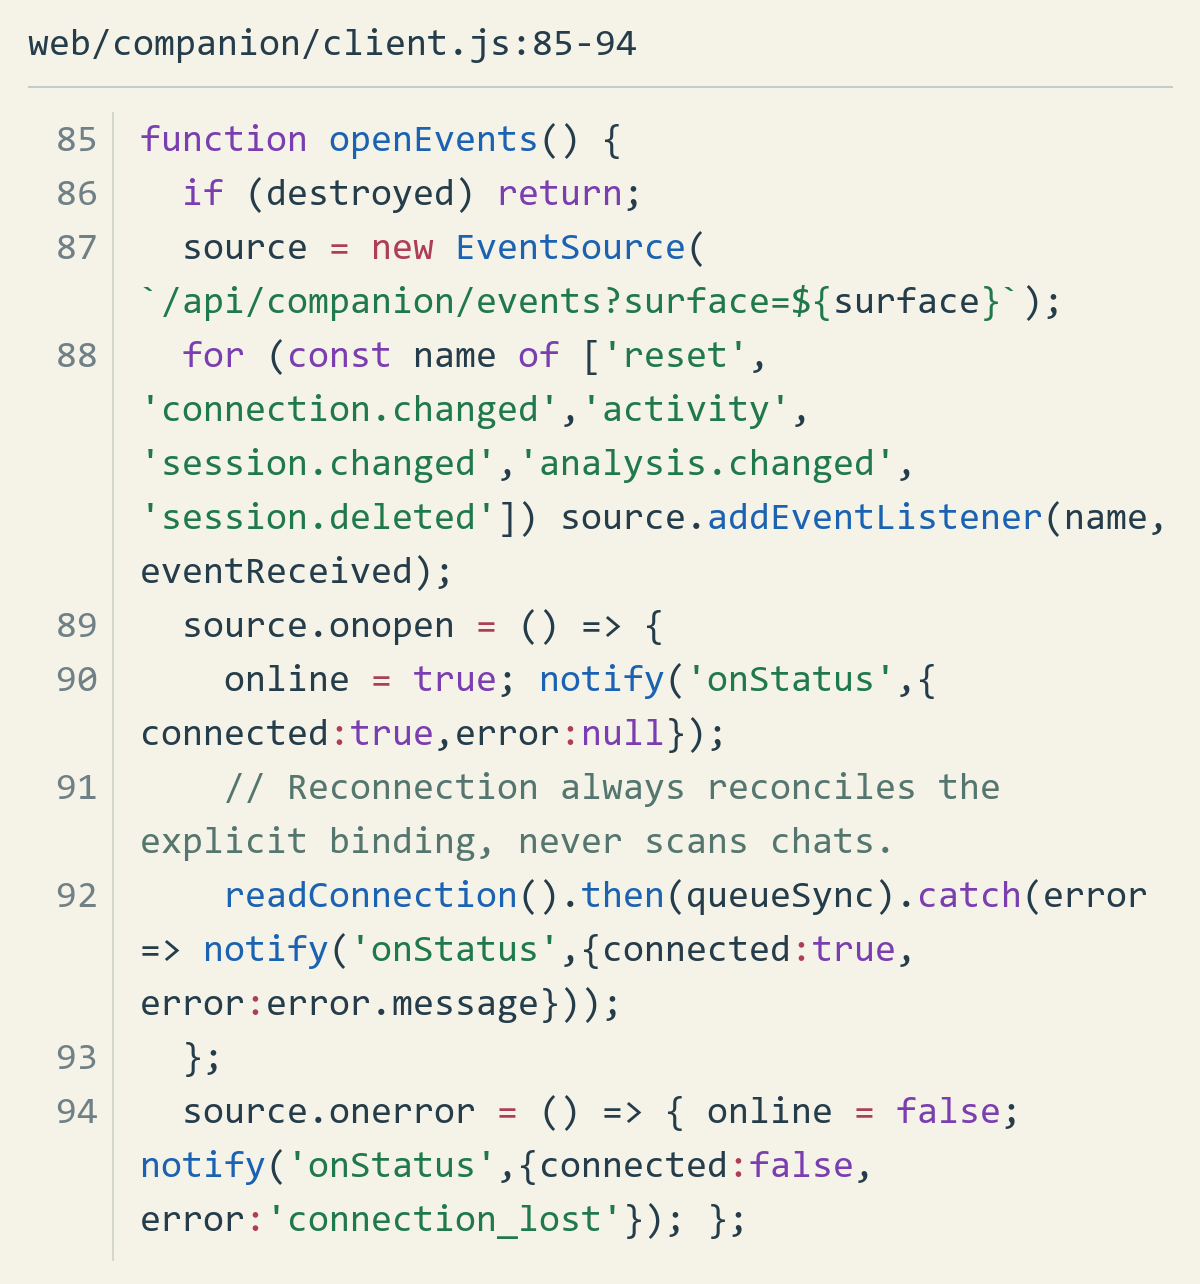 web/companion/client.js:85-94
85 function openEvents() {
86   if (destroyed) return;
87   source = new EventSource(
`/api/companion/events?surface=${surface}`);
88   for (const name of ['reset',
'connection.changed','activity',
'session.changed','analysis.changed',
'session.deleted']) source.addEventListener(name,
eventReceived);
89   source.onopen = () => {
90     online = true; notify('onStatus',{
connected:true,error:null});
91     // Reconnection always reconciles the
explicit binding, never scans chats.
92     readConnection().then(queueSync).catch(error
=> notify('onStatus',{connected:true,
error:error.message}));
93   };
94   source.onerror = () => { online = false;
notify('onStatus',{connected:false,
error:'connection_lost'}); };